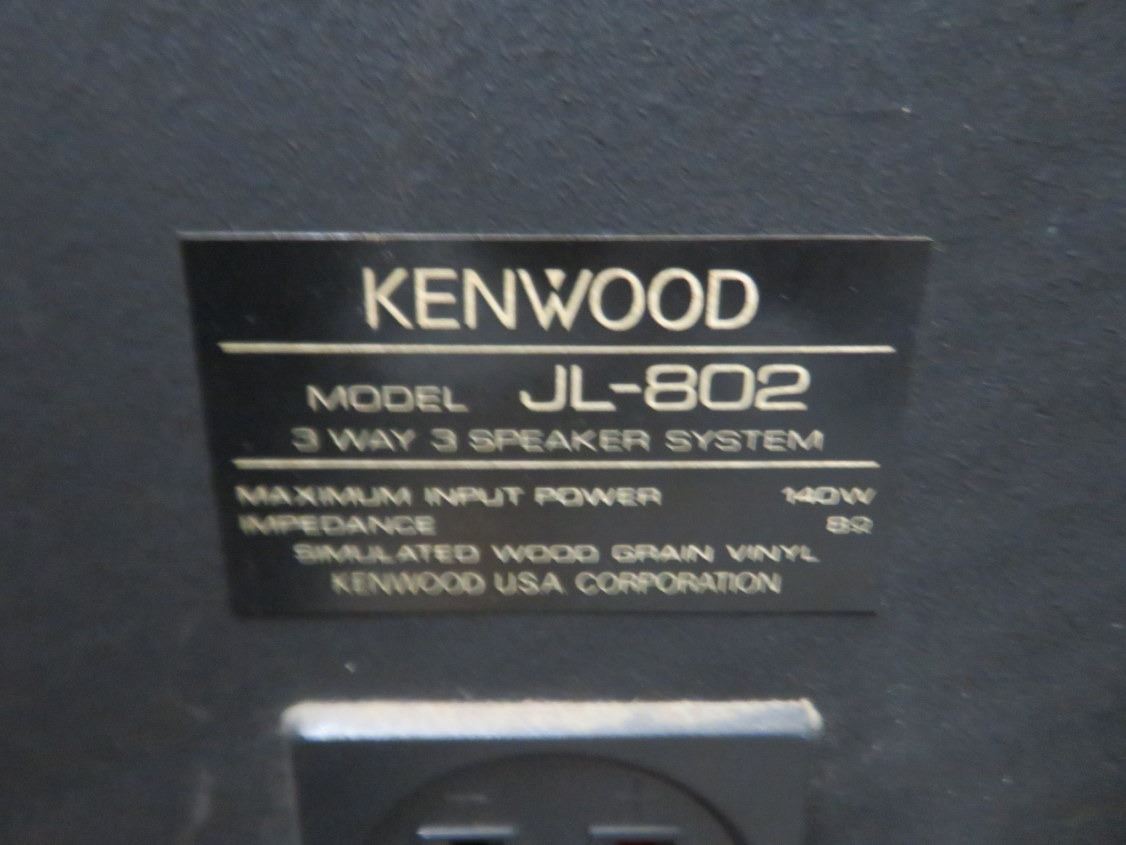 KENWOOD
MODEL JL-802
3 WAY 3 SPEAKER SYSTEM
MAXIMUM INPUT POWER 140W
IMPEDANCE 8Ω
SIMULATED WOOD GRAIN VINYL
KENWOOD U.S.A. CORPORATION